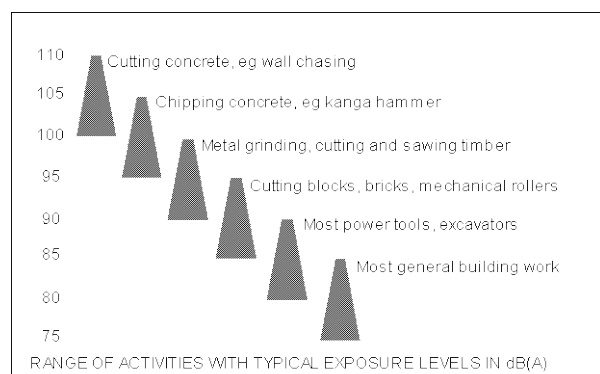 110
Cutting concrete, eg wall chasing
105
Chipping concrete, eg kanga hammer
100
Metal grinding, cutting and sawing timber
95
Cutting blocks, bricks, mechanical rollers
90
Most power tools, excavators
85
Most general building work
80
75
RANGE OF ACTIVITIES WITH TYPICAL EXPOSURE LEVELS IN dB(A)